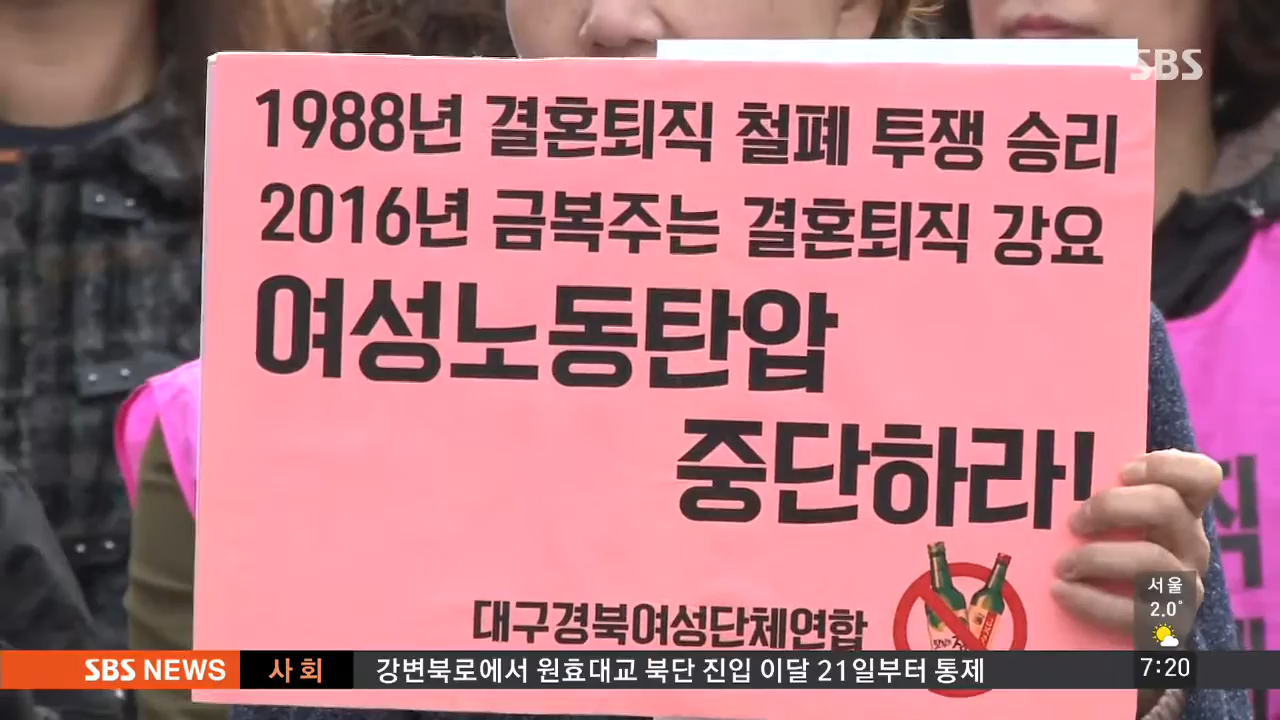 SBS
1988년 결혼퇴직 철폐 투쟁 승리
2016년 금복주는 결혼퇴직 강요
여성노동탄압
중단하라!
대구경북여성단체연합
직
서울
2.0°
SBS NEWS 사회 강변북로에서 원효대교 북단 진입 이달 21일부터 통제 7:20